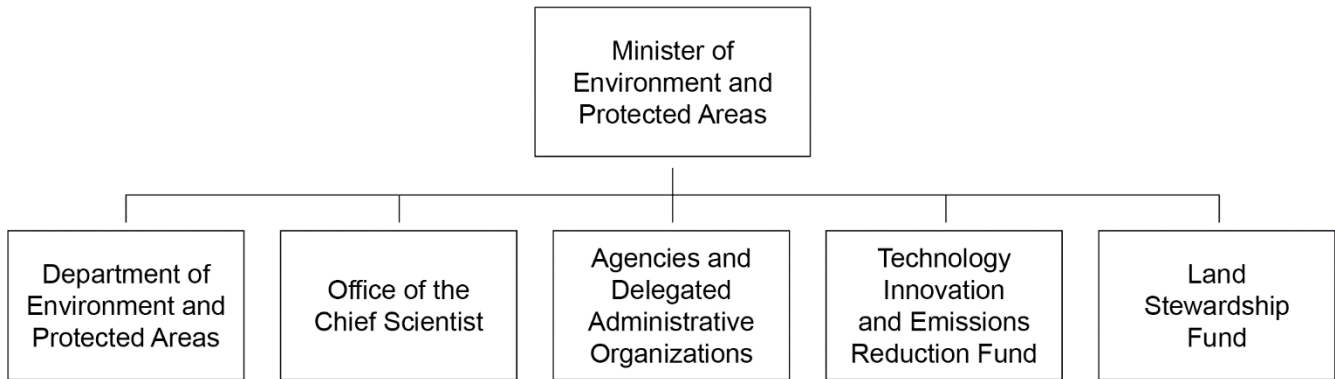 Minister of
Environment and
Protected Areas
Department of
Environment and
Protected Areas
Office of the
Chief Scientist
Agencies and
Delegated
Administrative
Organizations
Technology
Innovation
and Emissions
Reduction Fund
Land
Stewardship
Fund